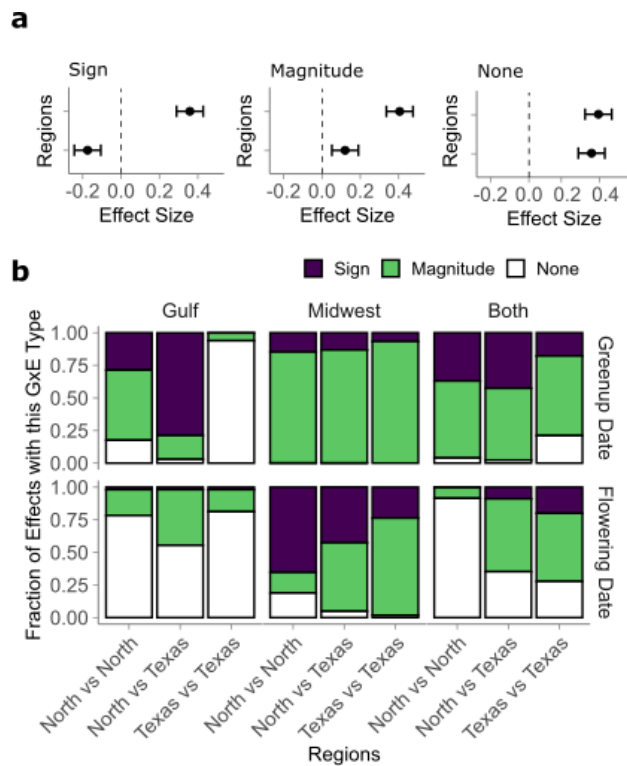 a
Sign
Magnitude
None
Regions
Regions
Regions
-0.2 0.0 0.2 0.4
-0.2 0.0 0.2 0.4
-0.2 0.0 0.2 0.4
Effect Size
Effect Size
Effect Size
b
Sign Magnitude None
Gulf Midwest Both
Fraction of Effects with this GxE Type
1.00
0.75
0.50
0.25
0.00
Greenup Date
1.00
0.75
0.50
0.25
0.00
Flowering Date
North vs North
North vs Texas
Texas vs Texas
North vs North
North vs Texas
Texas vs Texas
North vs North
North vs Texas
Texas vs Texas
Regions